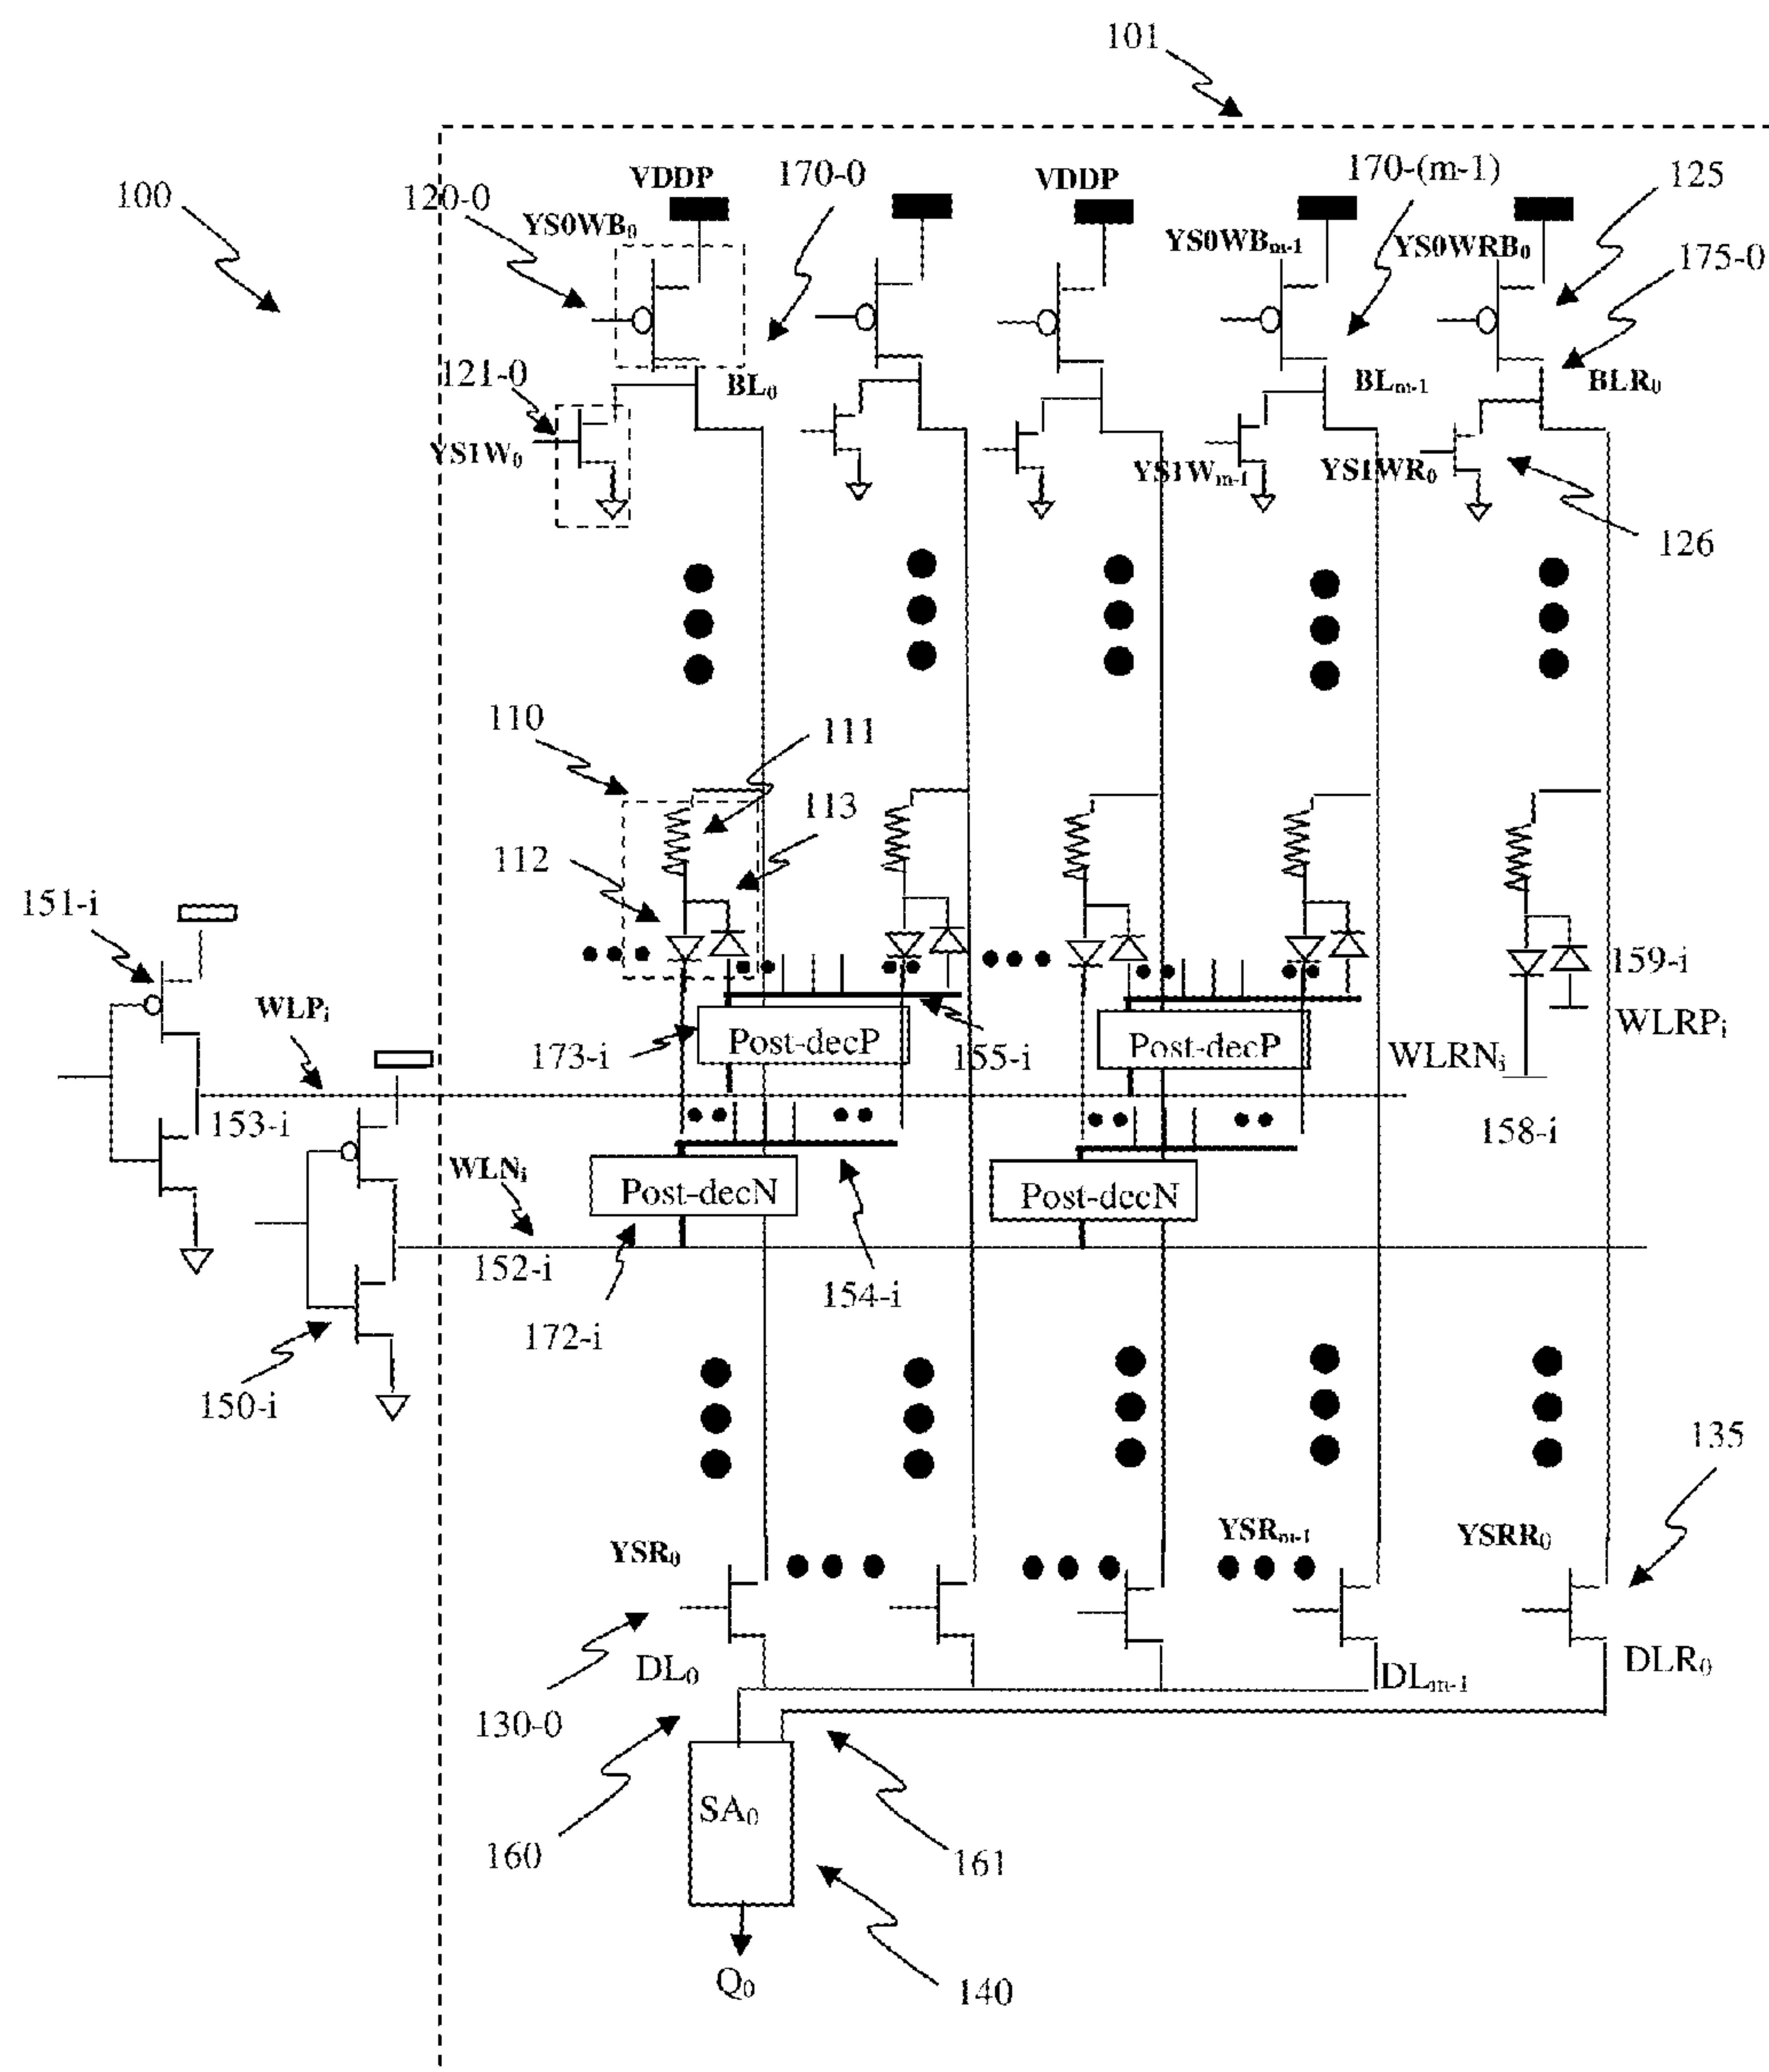 101
100
120-0
VDDP
170-0
VDDP
170-(m-1)
125
YS0WB₀
YS0WBₘ₋₁
YS0WRB₀
175-0
121-0
BL₀
BLₘ₋₁
BLR₀
YS1W₀
YS1Wₘ₋₁
YS1WR₀
126
110
111
113
112
151-i
159-i
WLPᵢ
WLRPᵢ
173-i
Post-decP
155-i
Post-decP
WLRNᵢ
153-i
158-i
WLNᵢ
Post-decN
Post-decN
152-i
154-i
172-i
150-i
135
YSR₀
YSRₘ₋₁
YSRR₀
DL₀
DLₘ₋₁
DLR₀
130-0
SA₀
160
161
Q₀
140